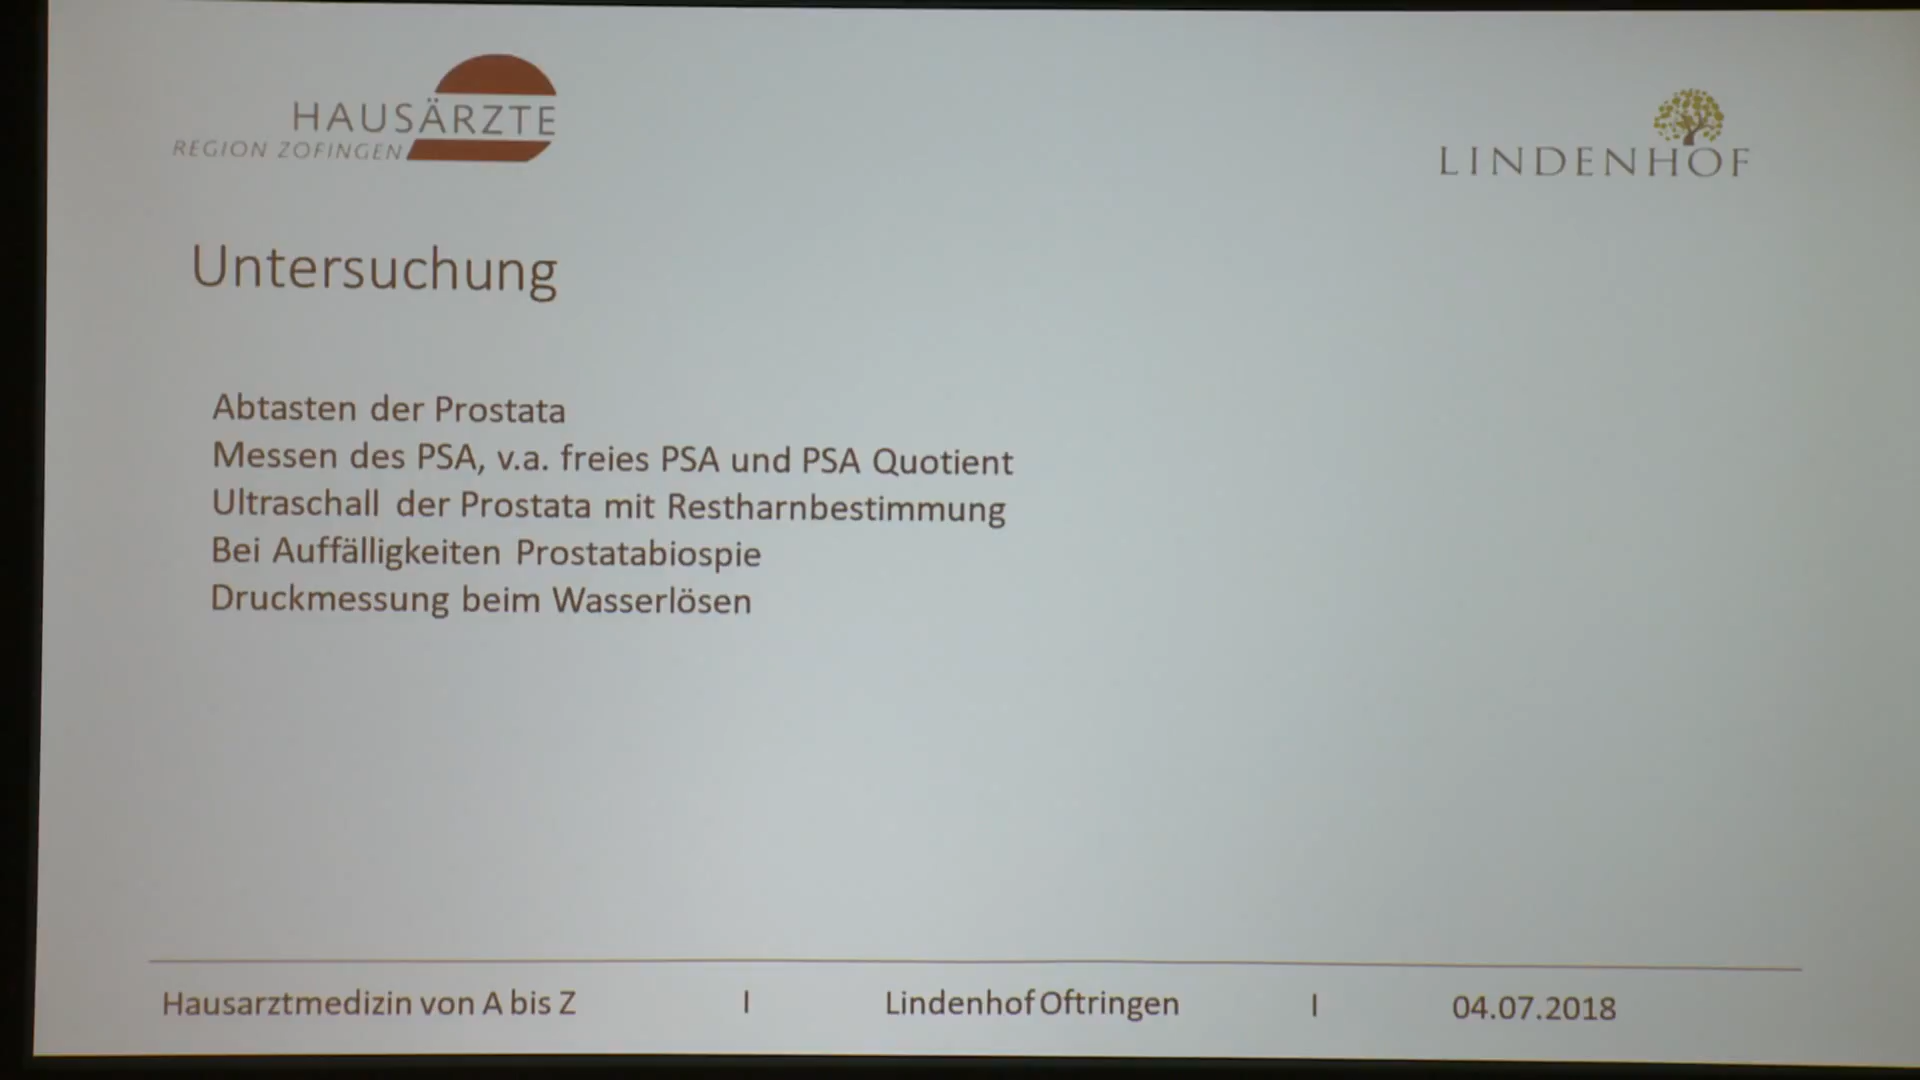 HAUSÄRZTE
REGION ZOFINGEN
LINDENHOF
Untersuchung
Abtasten der Prostata
Messen des PSA, v.a. freies PSA und PSA Quotient
Ultraschall der Prostata mit Restharnbestimmung
Bei Auffälligkeiten Prostatabiospie
Druckmessung beim Wasserlösen
Hausarztmedizin von A bis Z | Lindenhof Oftringen | 04.07.2018